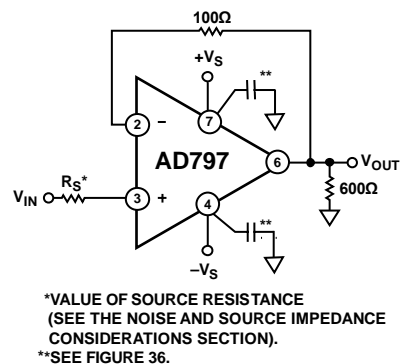 100Ω
+VS
**
2
−
7
AD797
6
VOUT
RS*
VIN
3
+
4
600Ω
**
−VS
*VALUE OF SOURCE RESISTANCE
(SEE THE NOISE AND SOURCE IMPEDANCE
CONSIDERATIONS SECTION).
**SEE FIGURE 36.